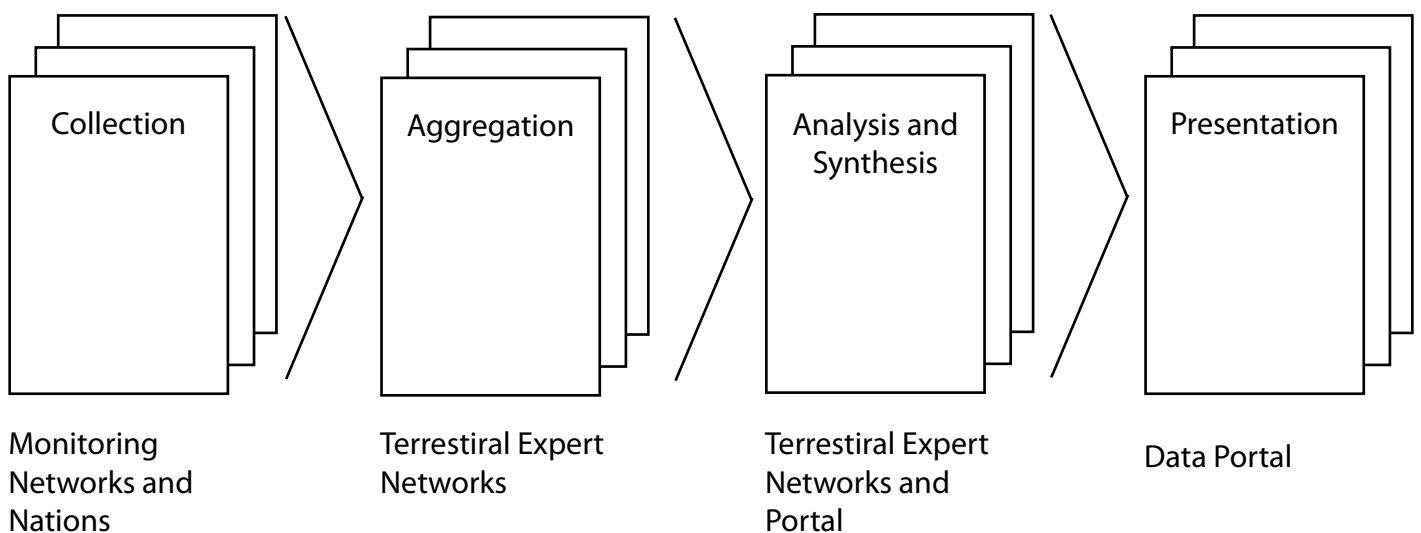 Collection
Aggregation
Analysis and
Synthesis
Presentation
Monitoring
Networks and
Nations
Terrestiral Expert
Networks
Terrestiral Expert
Networks and
Portal
Data Portal